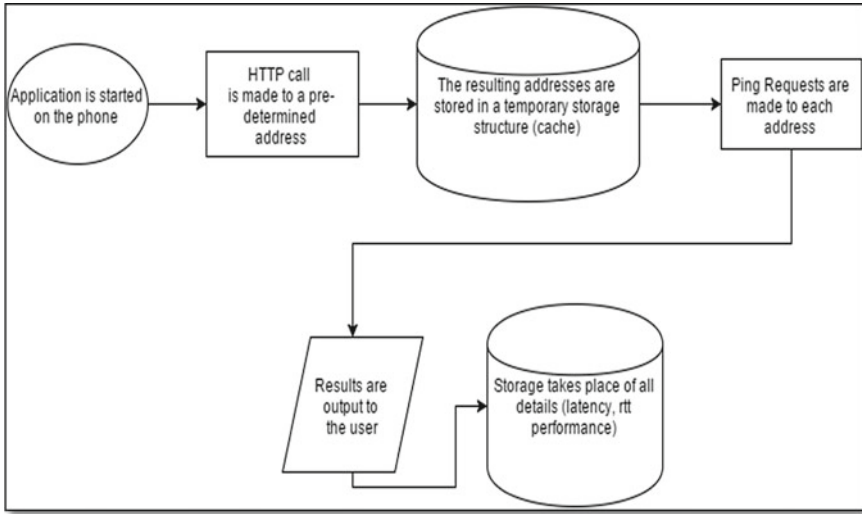 Application is started
on the phone
HTTP call
is made to a pre-
determined
address
The resulting addresses are
stored in a temporary storage
structure (cache)
Ping Requests are
made to each
address
Results are
output to
the user
Storage takes place of all
details (latency, rtt
performance)